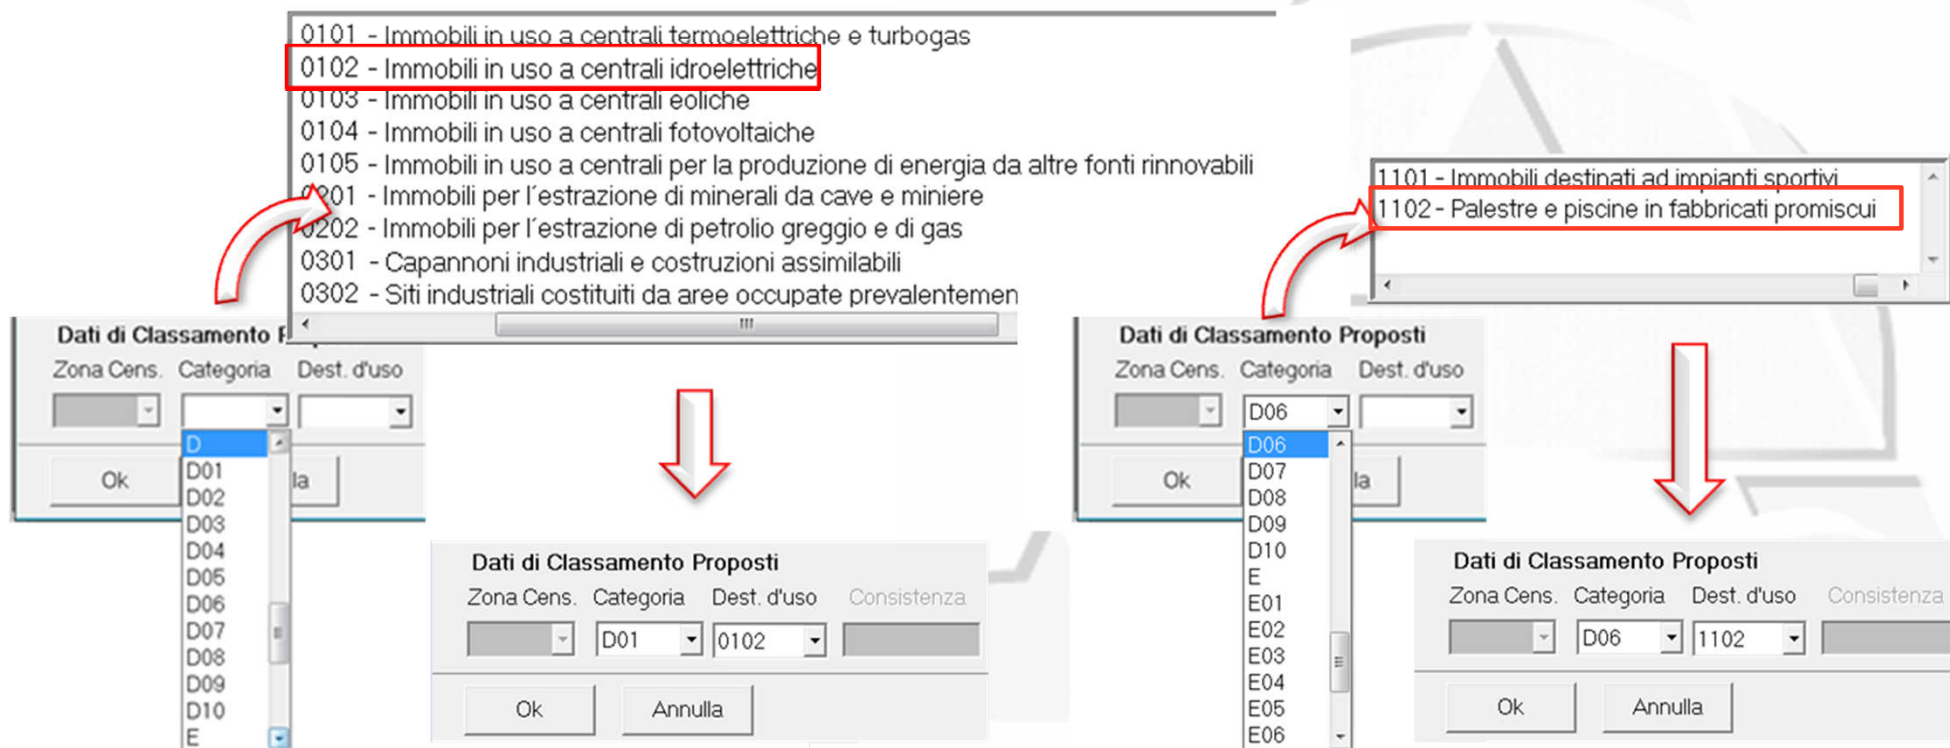 0101 - Immobili in uso a centrali termoelettriche e turbogas
0102 - Immobili in uso a centrali idroelettriche
0103 - Immobili in uso a centrali eoliche
0104 - Immobili in uso a centrali fotovoltaiche
0105 - Immobili in uso a centrali per la produzione di energia da altre fonti rinnovabili
0201 - Immobili per l´estrazione di minerali da cave e miniere
0202 - Immobili per l´estrazione di petrolio greggio e di gas
0301 - Capannoni industriali e costruzioni assimilabili
0302 - Siti industriali costituiti da aree occupate prevalentemen
Dati di Classamento
Zona Cens. Categoria Dest. d'uso
D
D01
Ok
la
D02
D03
D04
D05
D06
D07
D08
D09
D10
E
Dati di Classamento Proposti
Zona Cens. Categoria Dest. d'uso Consistenza
D01 0102
Ok Annulla
1101 - Immobili destinati ad impianti sportivi
1102 - Palestre e piscine in fabbricati promiscui
Dati di Classamento Proposti
Zona Cens. Categoria Dest. d'uso
D06
D06
D07
Ok
la
D08
D09
D10
E
E01
E02
E03
E04
E05
E06
Dati di Classamento Proposti
Zona Cens. Categoria Dest. d'uso Consistenza
D06 1102
Ok Annulla